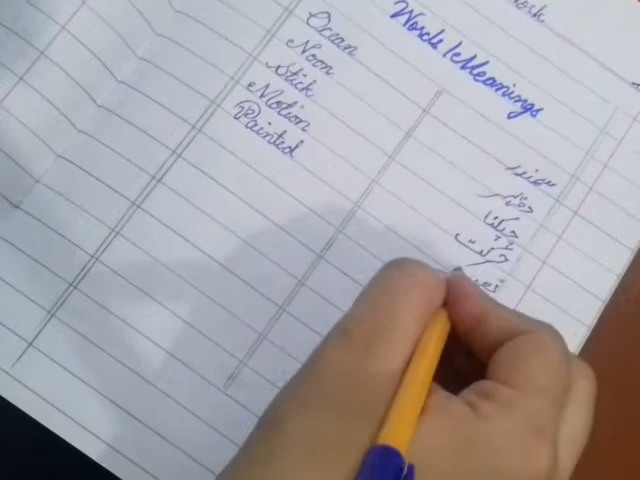 Words/Meanings
Ocean سمندر
Noon دوپہر
Stick چپکنا
Motion حرکت
Painted